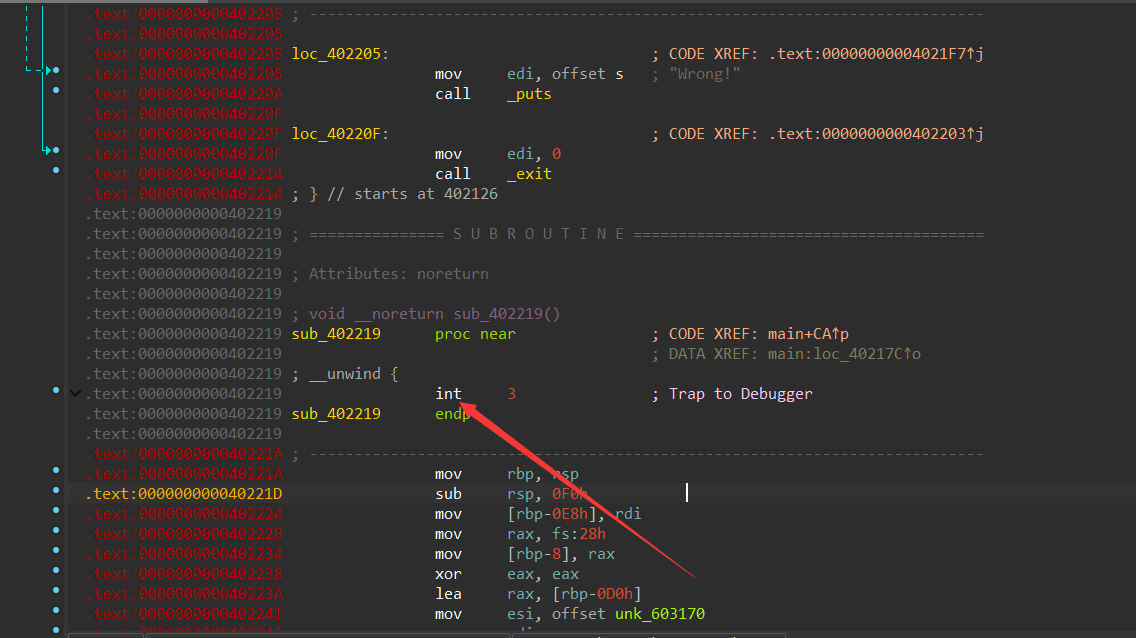 .text:0000000000402205 ; ---------------------------------------------------------------------------
.text:0000000000402205
.text:0000000000402205 loc_402205: ; CODE XREF: .text:00000000004021F7↑j
.text:0000000000402205 mov edi, offset s ; "Wrong!"
.text:000000000040220A call _puts
.text:000000000040220F
.text:000000000040220F loc_40220F: ; CODE XREF: .text:0000000000402203↑j
.text:000000000040220F mov edi, 0
.text:0000000000402214 call _exit
.text:0000000000402214 ; } // starts at 402126
.text:0000000000402219
.text:0000000000402219 ; =============== S U B R O U T I N E =======================================
.text:0000000000402219
.text:0000000000402219 ; Attributes: noreturn
.text:0000000000402219
.text:0000000000402219 ; void __noreturn sub_402219()
.text:0000000000402219 sub_402219 proc near ; CODE XREF: main+CA↑p
.text:0000000000402219 ; DATA XREF: main:loc_40217C↑o
.text:0000000000402219 ; __unwind {
.text:0000000000402219 int 3 ; Trap to Debugger
.text:0000000000402219 sub_402219 endp
.text:0000000000402219
.text:000000000040221A ; ---------------------------------------------------------------------------
.text:000000000040221A mov rbp, rsp
.text:000000000040221D sub rsp, 0F0h
.text:0000000000402224 mov [rbp-0E8h], rdi
.text:000000000040222B mov rax, fs:28h
.text:0000000000402234 mov [rbp-8], rax
.text:0000000000402238 xor eax, eax
.text:000000000040223A lea rax, [rbp-0D0h]
.text:0000000000402241 mov esi, offset unk_603170